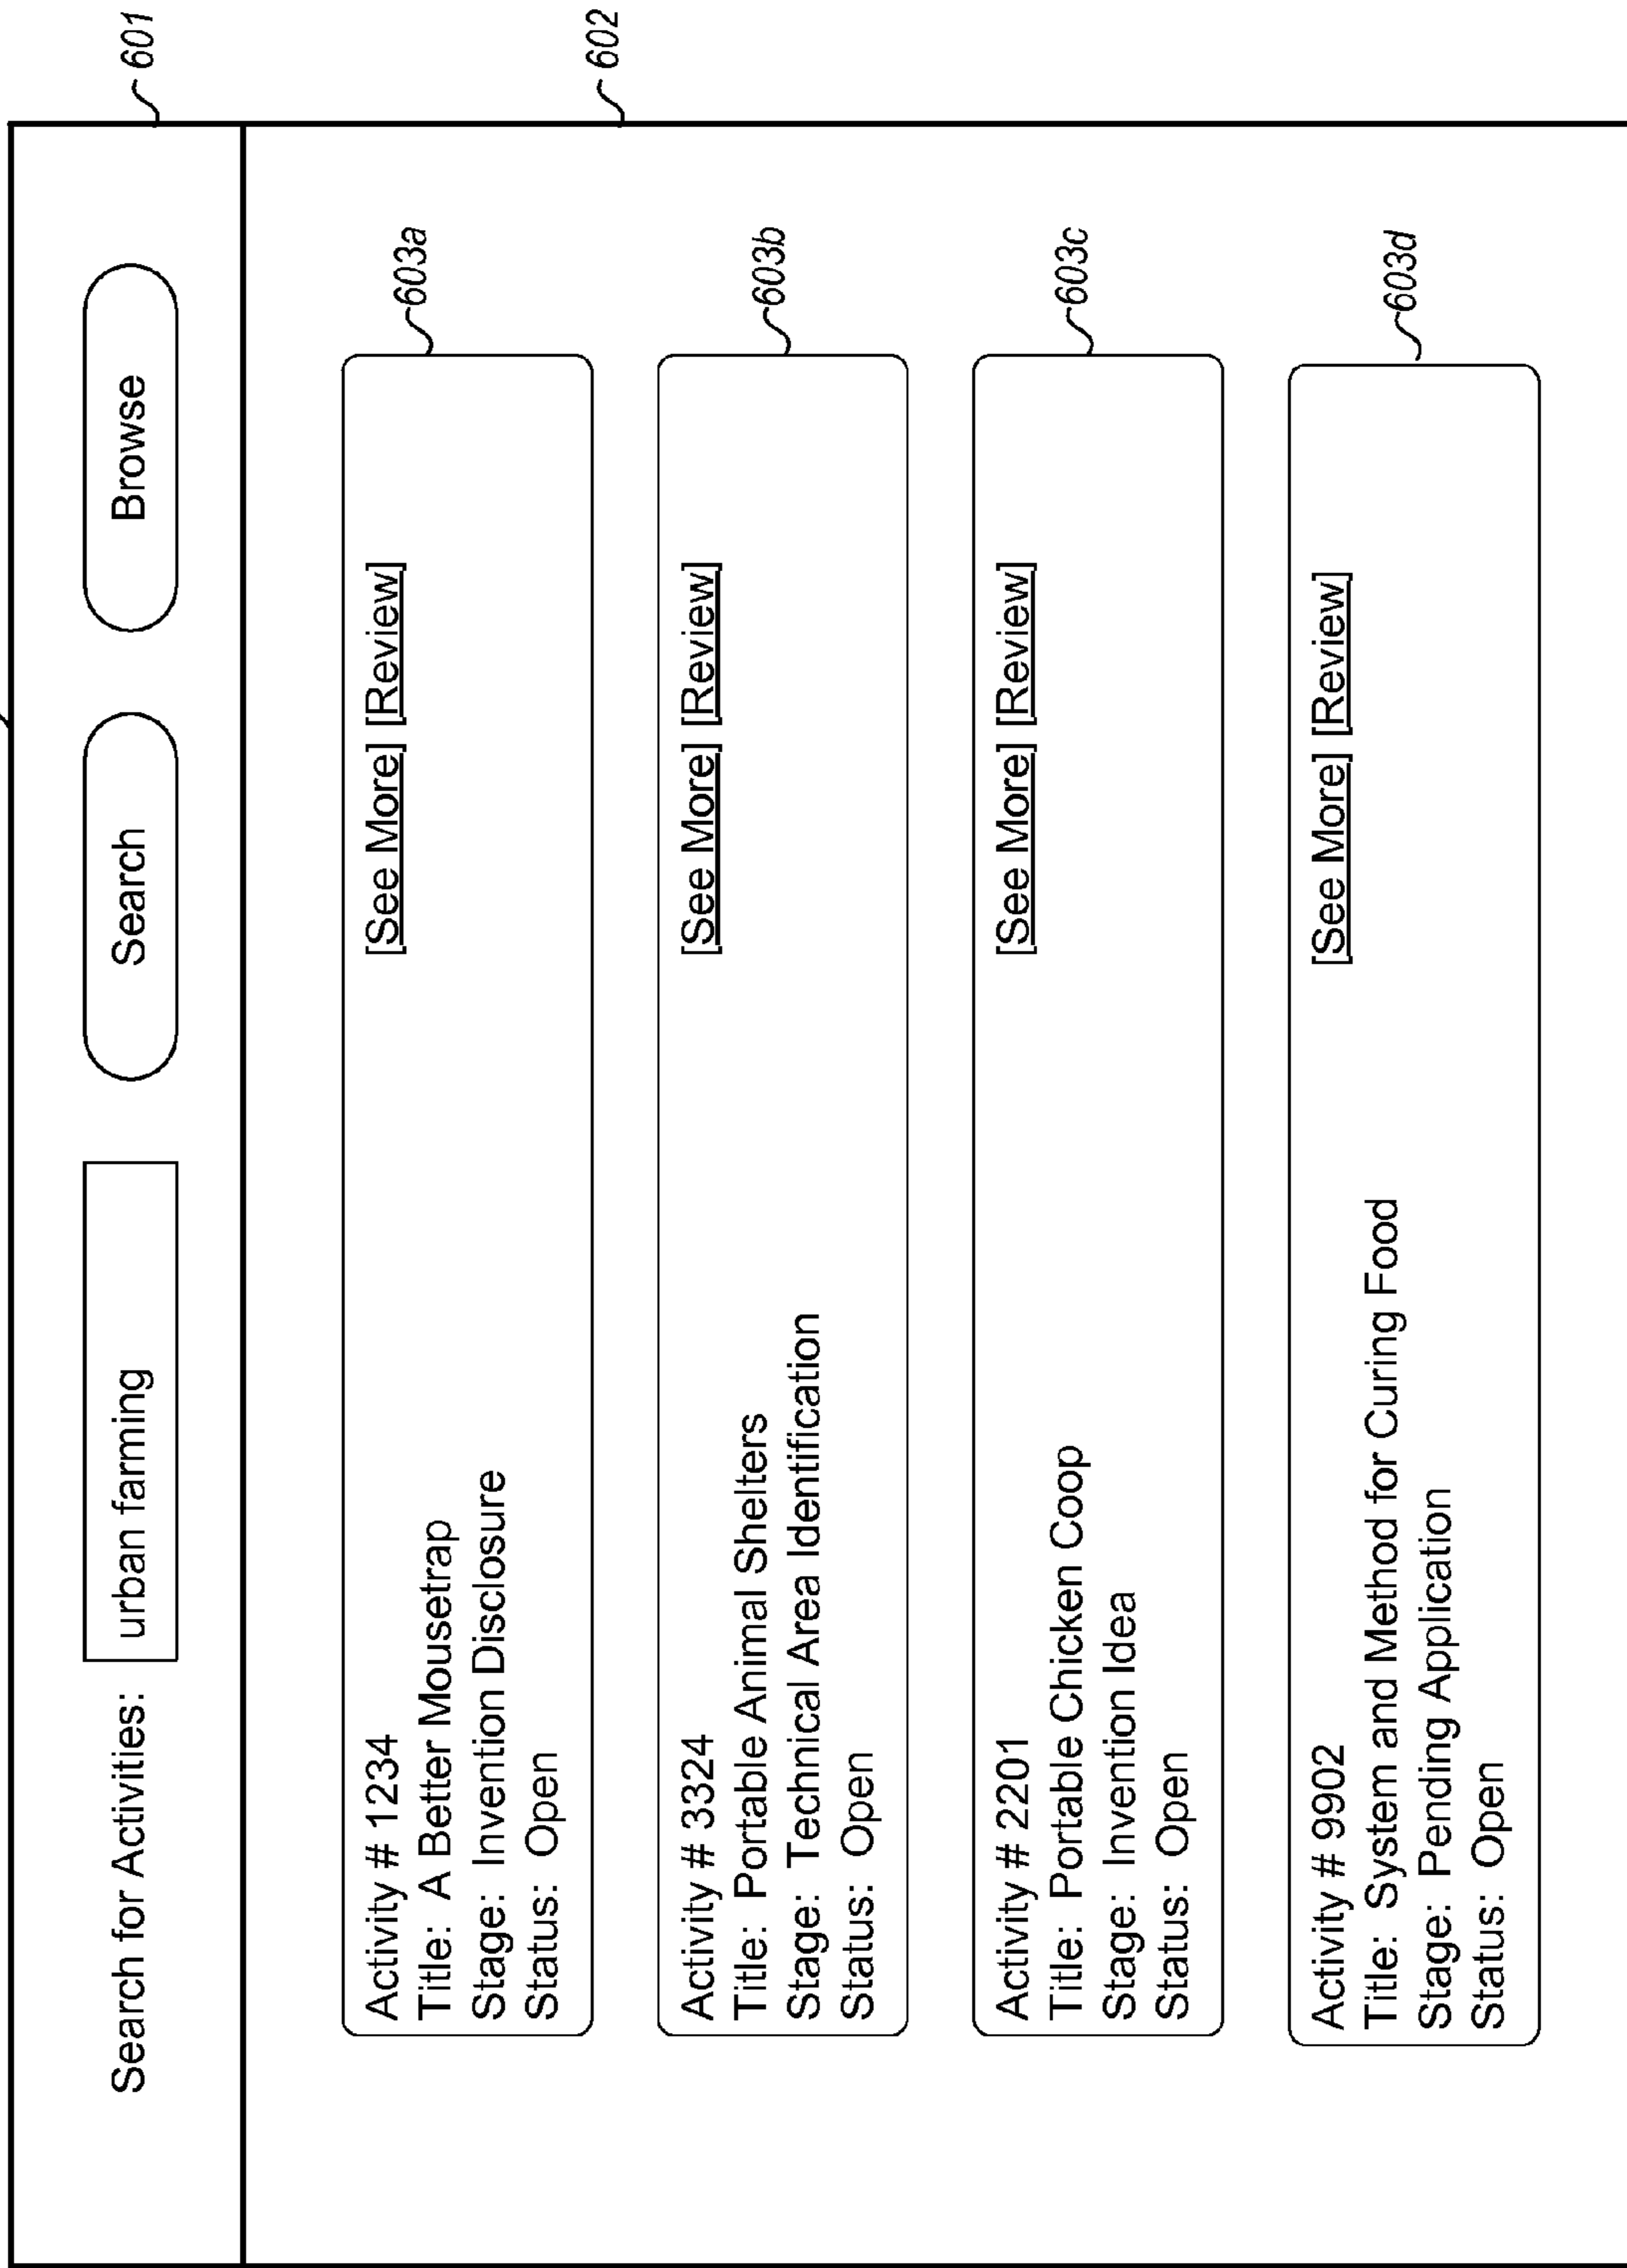 Search for Activities: urban farming Search Browse
601
602
Activity # 1234 [See More] [Review]
Title: A Better Mousetrap
Stage: Invention Disclosure
Status: Open
603a
Activity # 3324 [See More] [Review]
Title: Portable Animal Shelters
Stage: Technical Area Identification
Status: Open
603b
Activity # 2201 [See More] [Review]
Title: Portable Chicken Coop
Stage: Invention Idea
Status: Open
603c
Activity # 9902 [See More] [Review]
Title: System and Method for Curing Food
Stage: Pending Application
Status: Open
603d